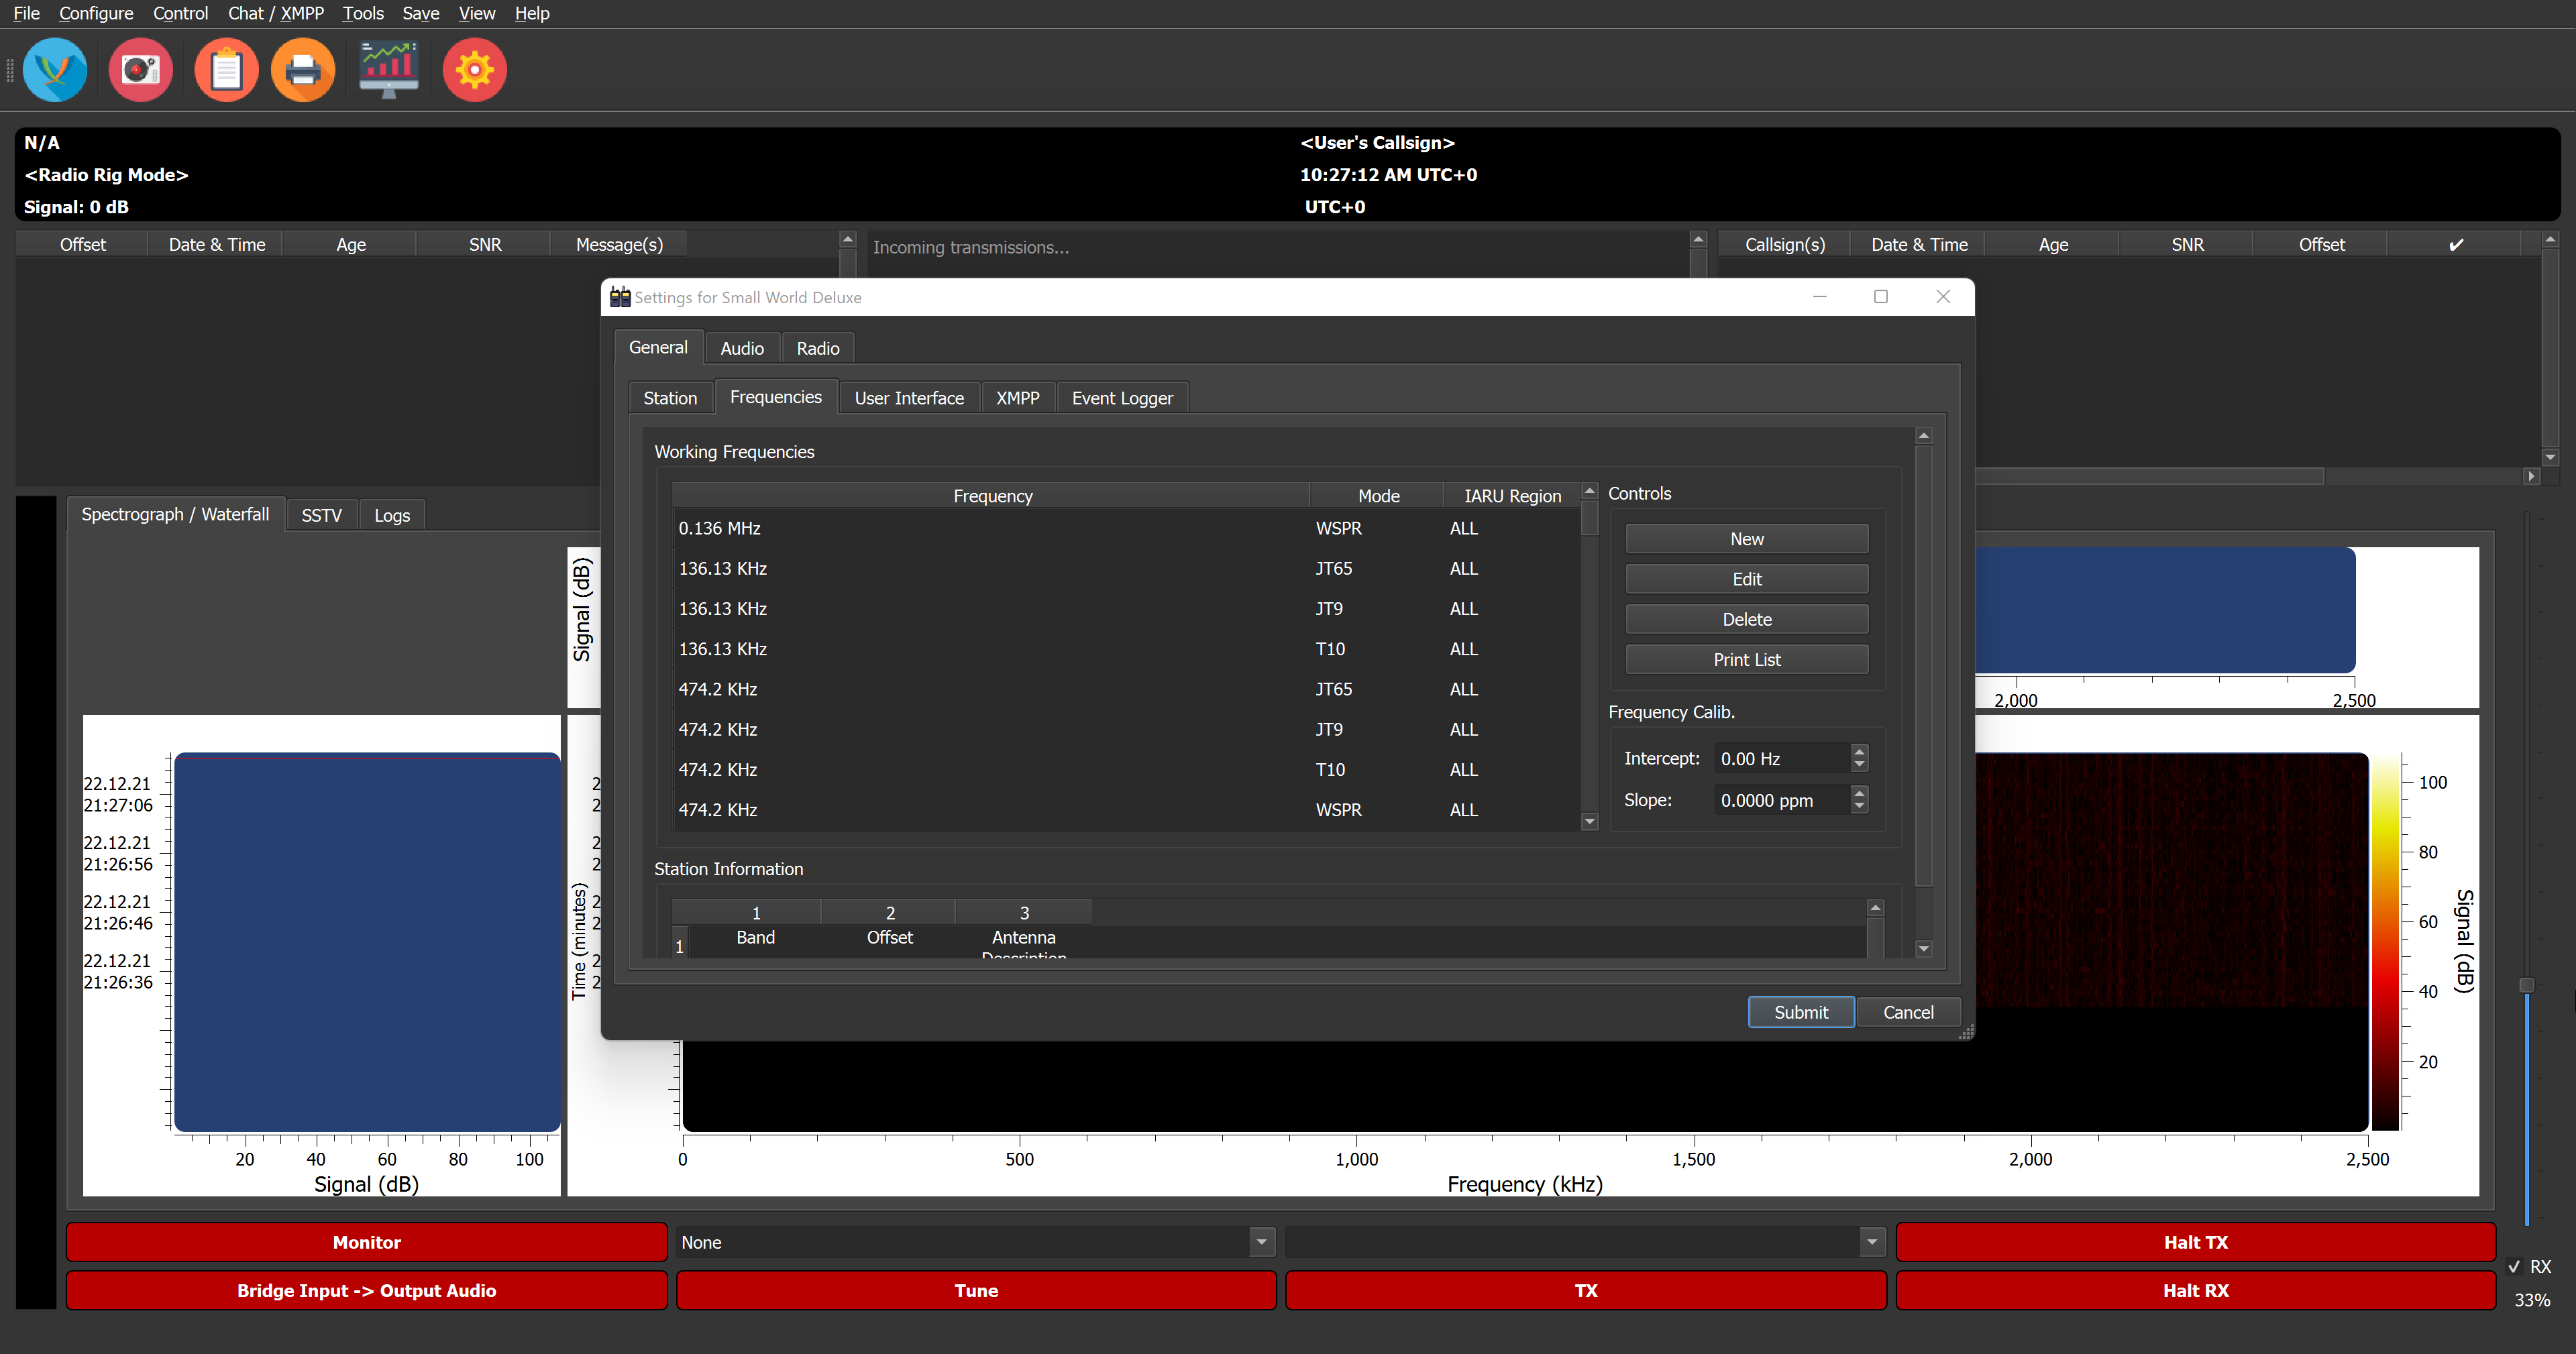 File Configure Control Chat / XMPP Tools Save View Help
N/A
<Radio Rig Mode>
Signal: 0 dB
<User's Callsign>
10:27:12 AM UTC+0
UTC+0
Offset Date & Time Age SNR Message(s)
Incoming transmissions...
Callsign(s) Date & Time Age SNR Offset ✔
Settings for Small World Deluxe
General Audio Radio
Station Frequencies User Interface XMPP Event Logger
Working Frequencies
Frequency Mode IARU Region
0.136 MHz WSPR ALL
136.13 KHz JT65 ALL
136.13 KHz JT9 ALL
136.13 KHz T10 ALL
474.2 KHz JT65 ALL
474.2 KHz JT9 ALL
474.2 KHz T10 ALL
474.2 KHz WSPR ALL
Controls
New
Edit
Delete
Print List
Frequency Calib.
Intercept: 0.00 Hz
Slope: 0.0000 ppm
Station Information
1 2 3
1 Band Offset Antenna
Description
Submit Cancel
Spectrograph / Waterfall SSTV Logs
Signal (dB)
2,000 2,500
22.12.21
21:27:06
22.12.21
21:26:56
22.12.21
21:26:46
22.12.21
21:26:36
20 40 60 80 100
Signal (dB)
Time (minutes)
2
2
2
2
2
2
2
2
0 500 1,000 1,500 2,000 2,500
Frequency (kHz)
100
80
60
40
20
Signal (dB)
Monitor
None
Halt TX
Bridge Input -> Output Audio
Tune
TX
Halt RX
RX
33%